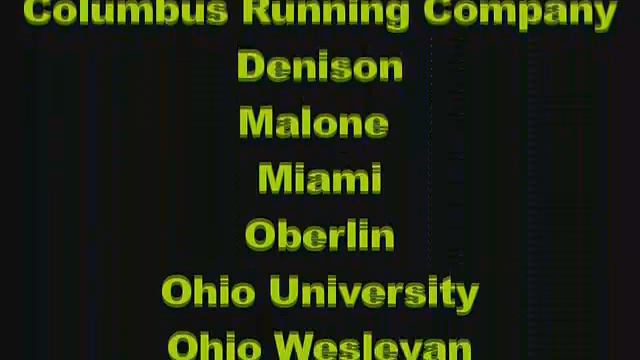 Columbus Running Company
Denison
Malone
Miami
Oberlin
Ohio University
Ohio Wesleyan